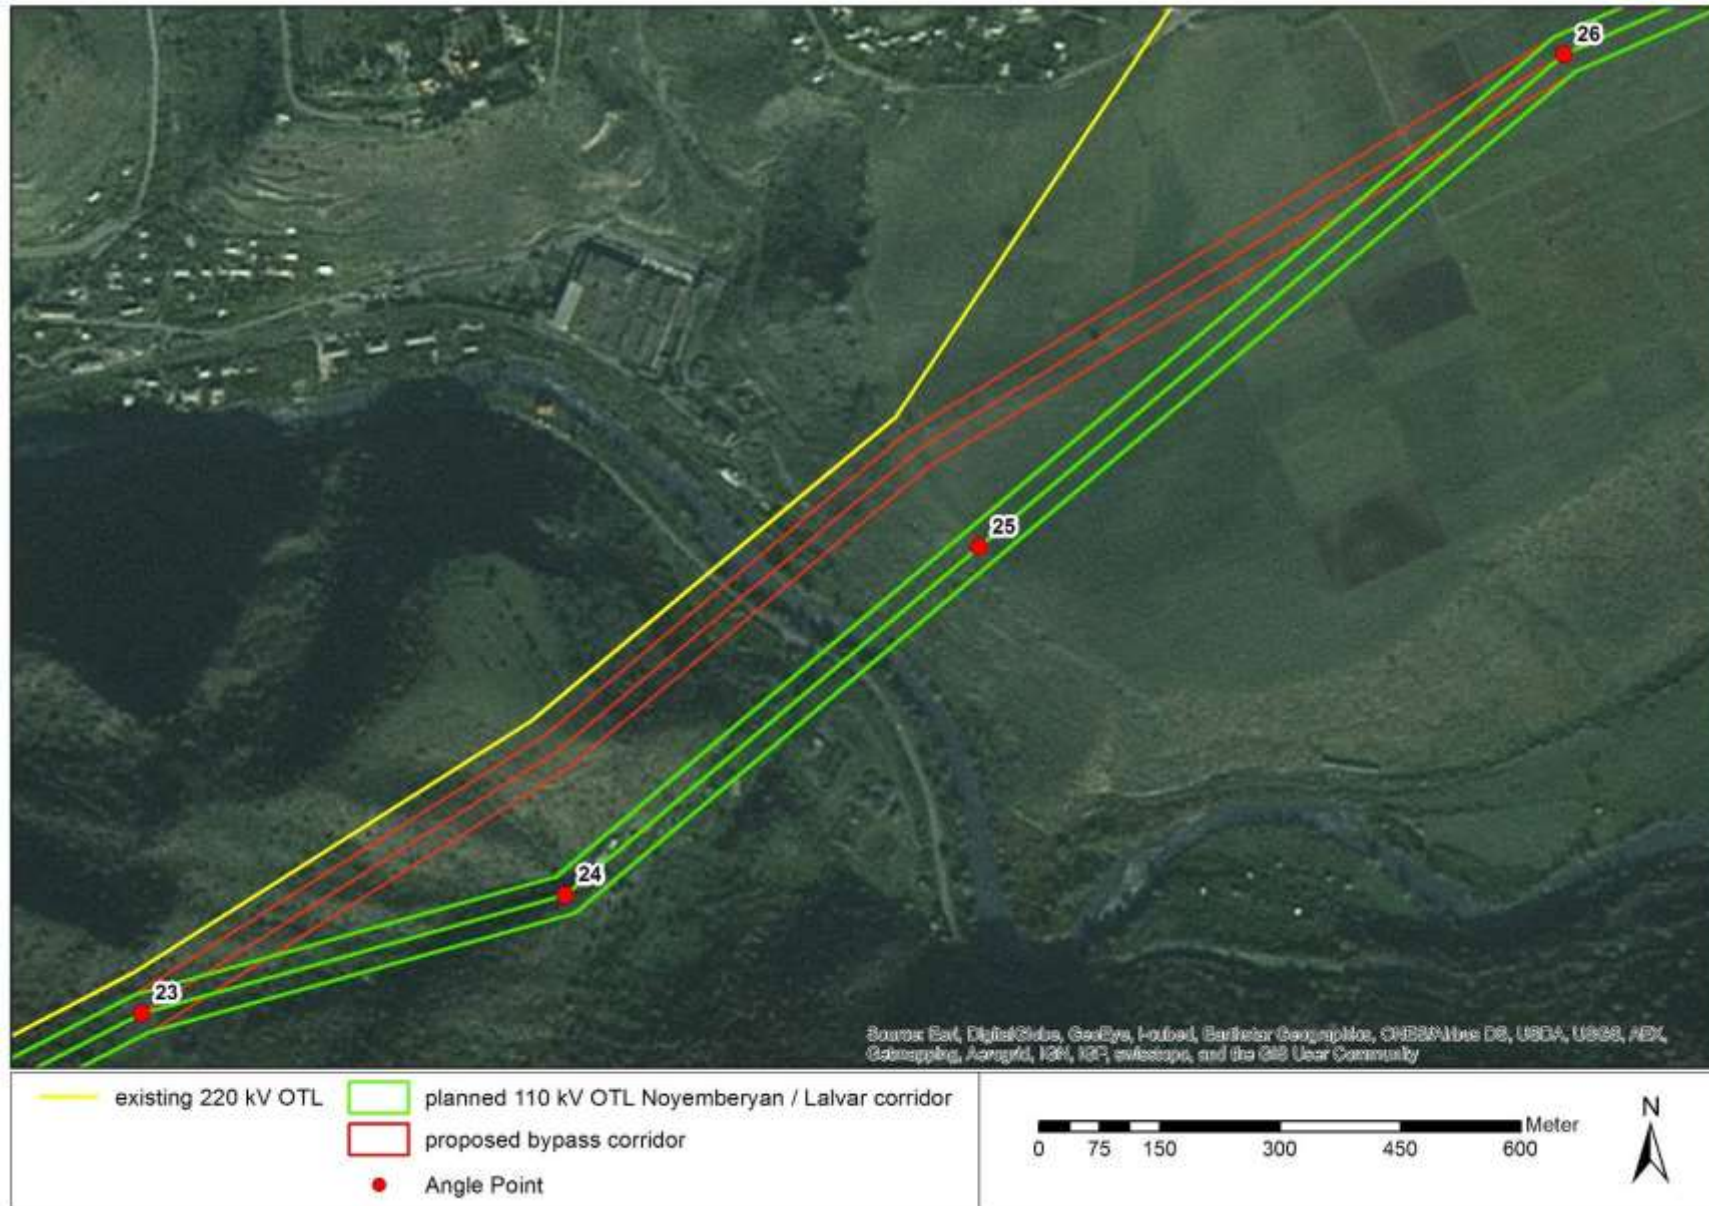 26
25
24
23
Source: Esri, DigitalGlobe, GeoEye, i-cubed, Earthstar Geographics, CNES/Airbus DS, USDA, USGS, AEX,
Getmapping, Aerogrid, IGN, IGP, swisstopo, and the GIS User Community
existing 220 kV OTL
planned 110 kV OTL Noyemberyan / Lalvar corridor
proposed bypass corridor
Angle Point
Meter
0 75 150 300 450 600
N